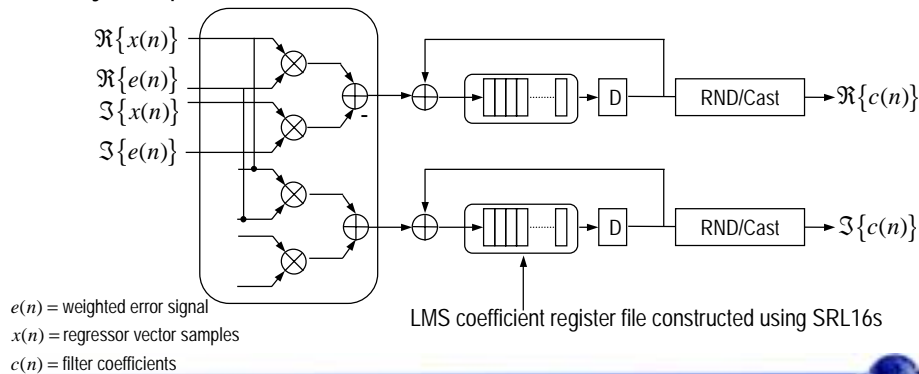 ℜ{x(n)}
ℜ{e(n)}
ℑ{x(n)}
ℑ{e(n)}
-
D
RND/Cast
ℜ{c(n)}
D
RND/Cast
ℑ{c(n)}
LMS coefficient register file constructed using SRL16s
e(n) = weighted error signal
x(n) = regressor vector samples
c(n) = filter coefficients